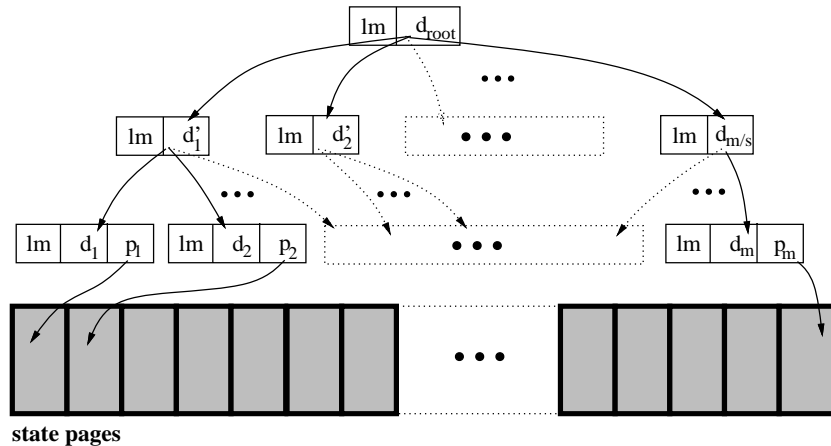 lm d_root
lm d'_1 lm d'_2 lm d_m/s
lm d_1 p_1 lm d_2 p_2 lm d_m p_m
state pages